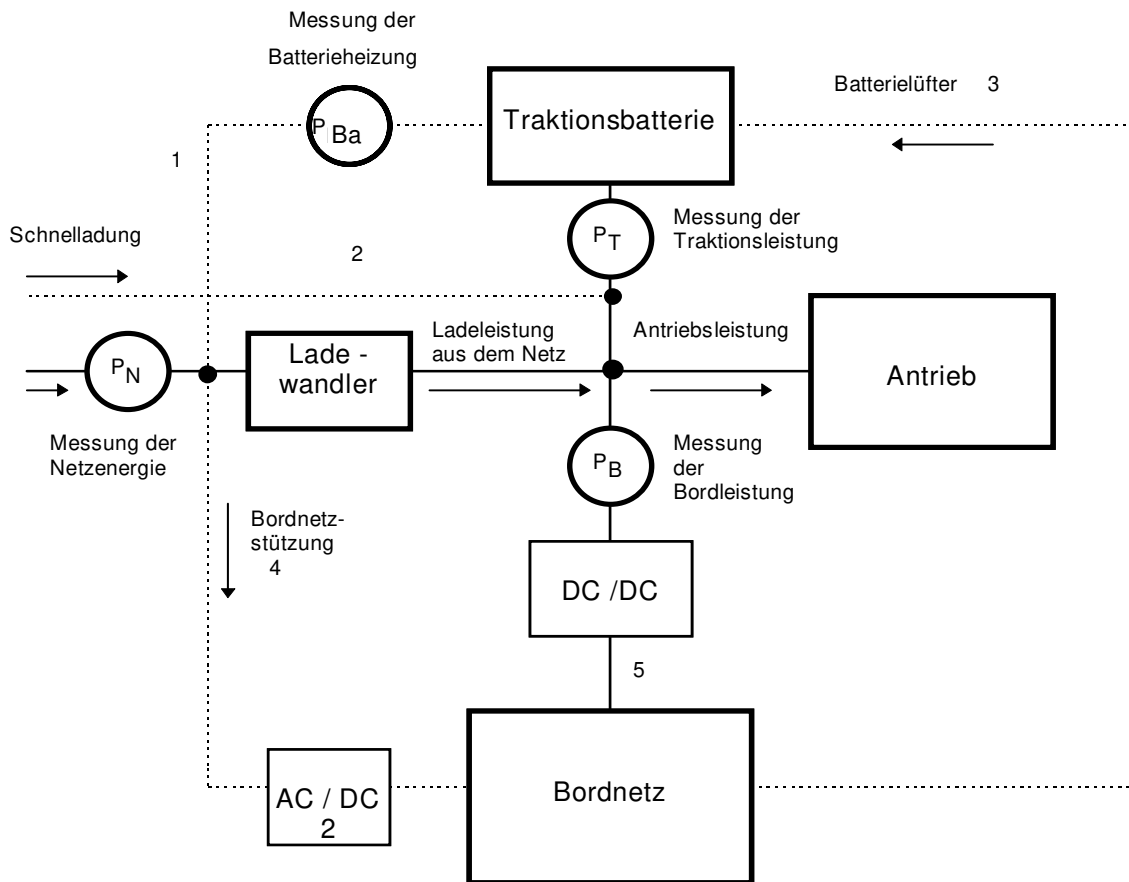 Messung der
Batterieheizung
P Ba
Traktionsbatterie
Batterielüfter 3
1
Schnelladung
2
P T
Messung der
Traktionsleistung
P N
Messung der
Netzenergie
Lade -
wandler
Ladeleistung
aus dem Netz
Antriebsleistung
Antrieb
P B
Messung
der
Bordleistung
Bordnetz-
stützung
4
DC /DC
5
AC / DC
2
Bordnetz